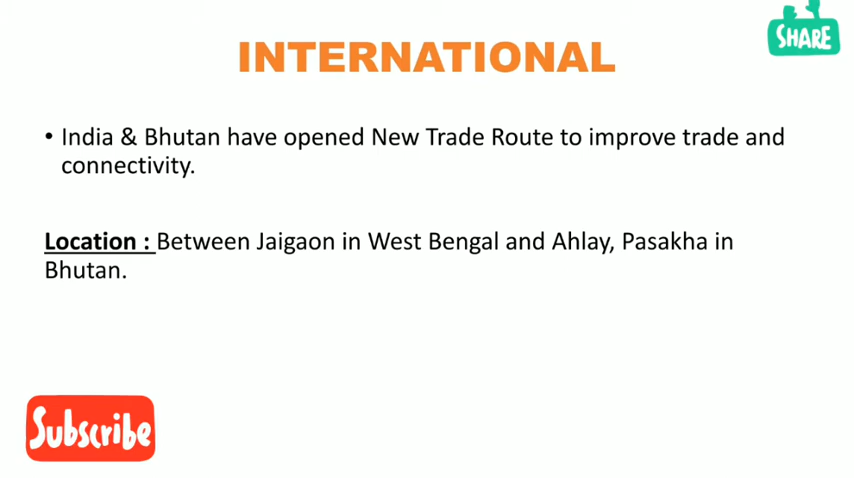 SHARE
INTERNATIONAL
• India & Bhutan have opened New Trade Route to improve trade and
connectivity.
Location : Between Jaigaon in West Bengal and Ahlay, Pasakha in
Bhutan.
Subscribe